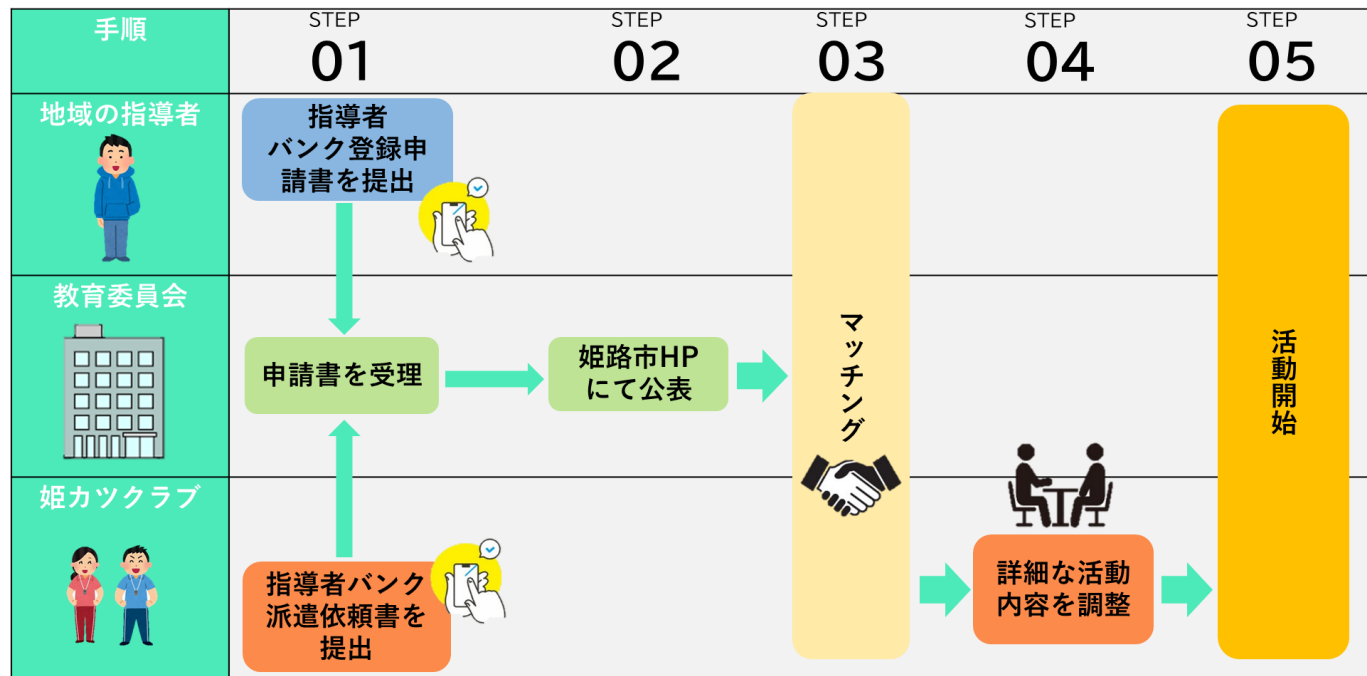 手順
STEP
01
STEP
02
STEP
03
STEP
04
STEP
05
地域の指導者
指導者
バンク登録申
請書を提出
教育委員会
申請書を受理
姫路市HP
にて公表
マッチング
活動開始
姫カツクラブ
指導者バンク
派遣依頼書を
提出
詳細な活動
内容を調整